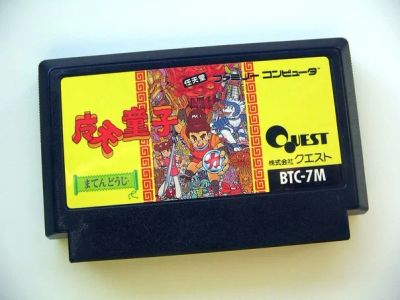 任天堂
ファミリーコンピュータ
魔天童子
まてんどうじ
QUEST
株式会社クエスト
BTC-7M